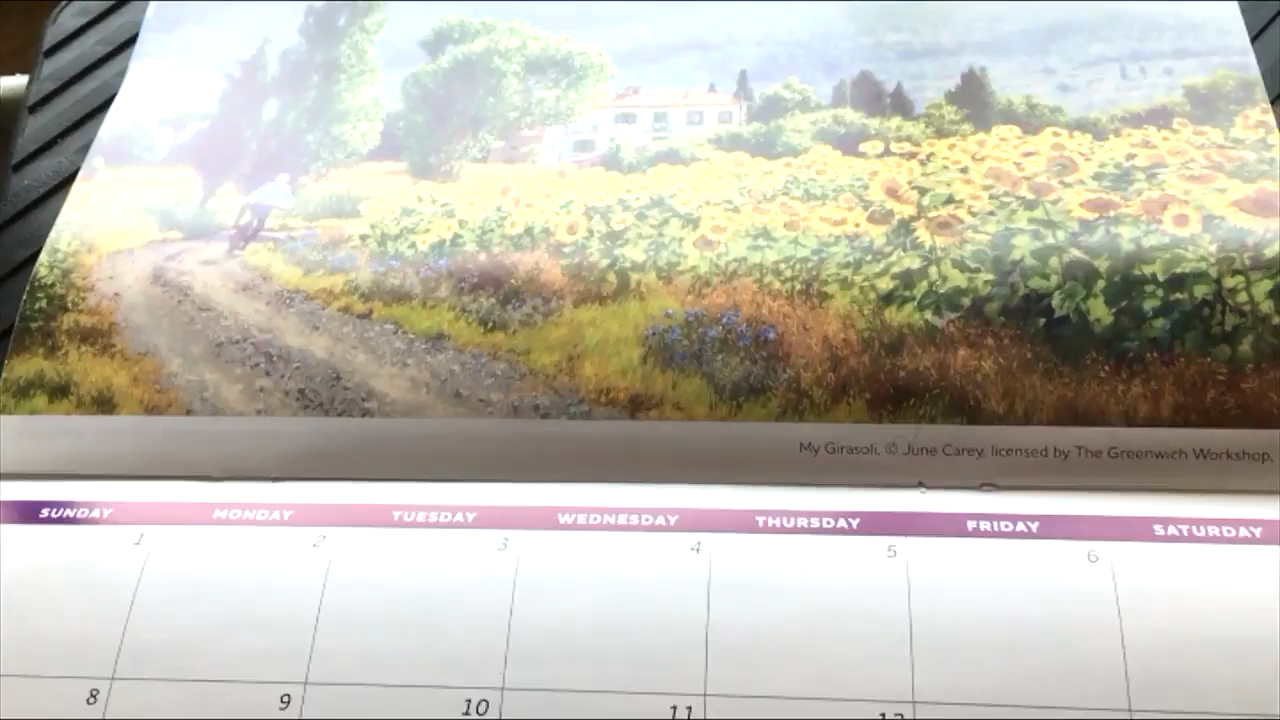 My Girasoli, © June Carey, licensed by The Greenwich Workshop,
SUNDAY MONDAY TUESDAY WEDNESDAY THURSDAY FRIDAY SATURDAY
1 2 3 4 5 6
8 9 10 11